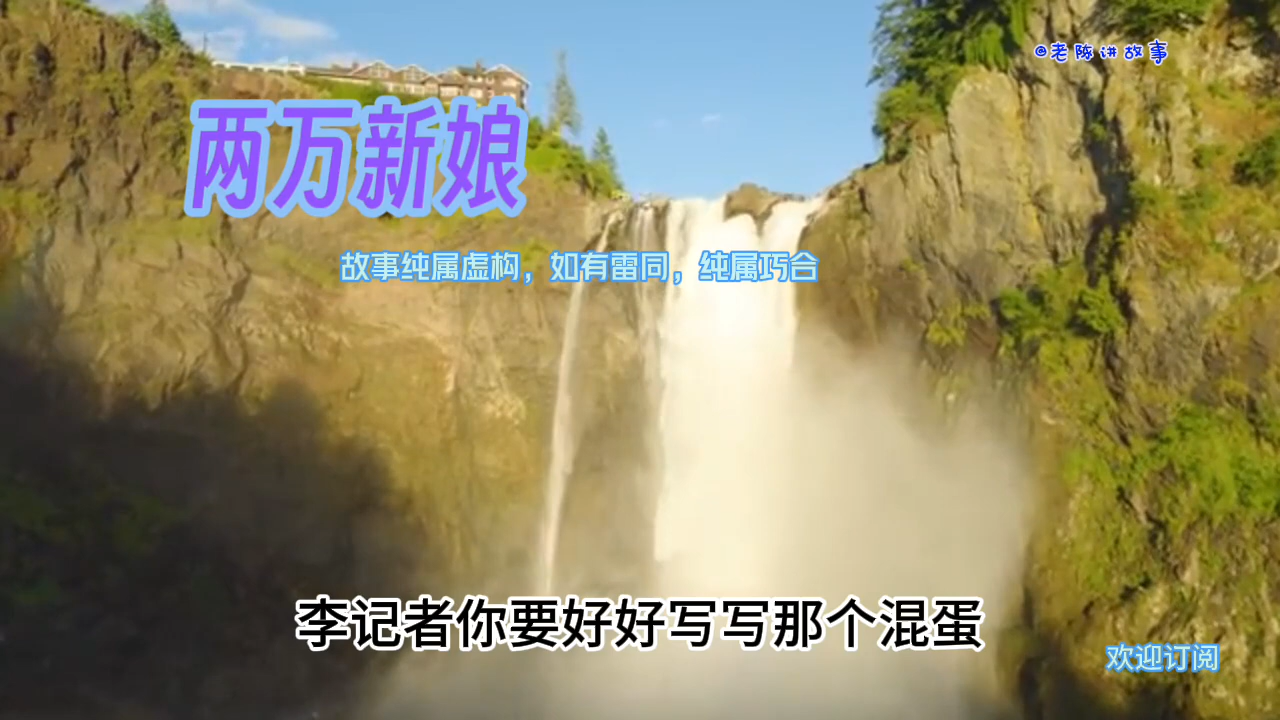 @老陈讲故事
两万新娘
故事纯属虚构，如有雷同，纯属巧合
李记者你要好好写写那个混蛋
欢迎订阅